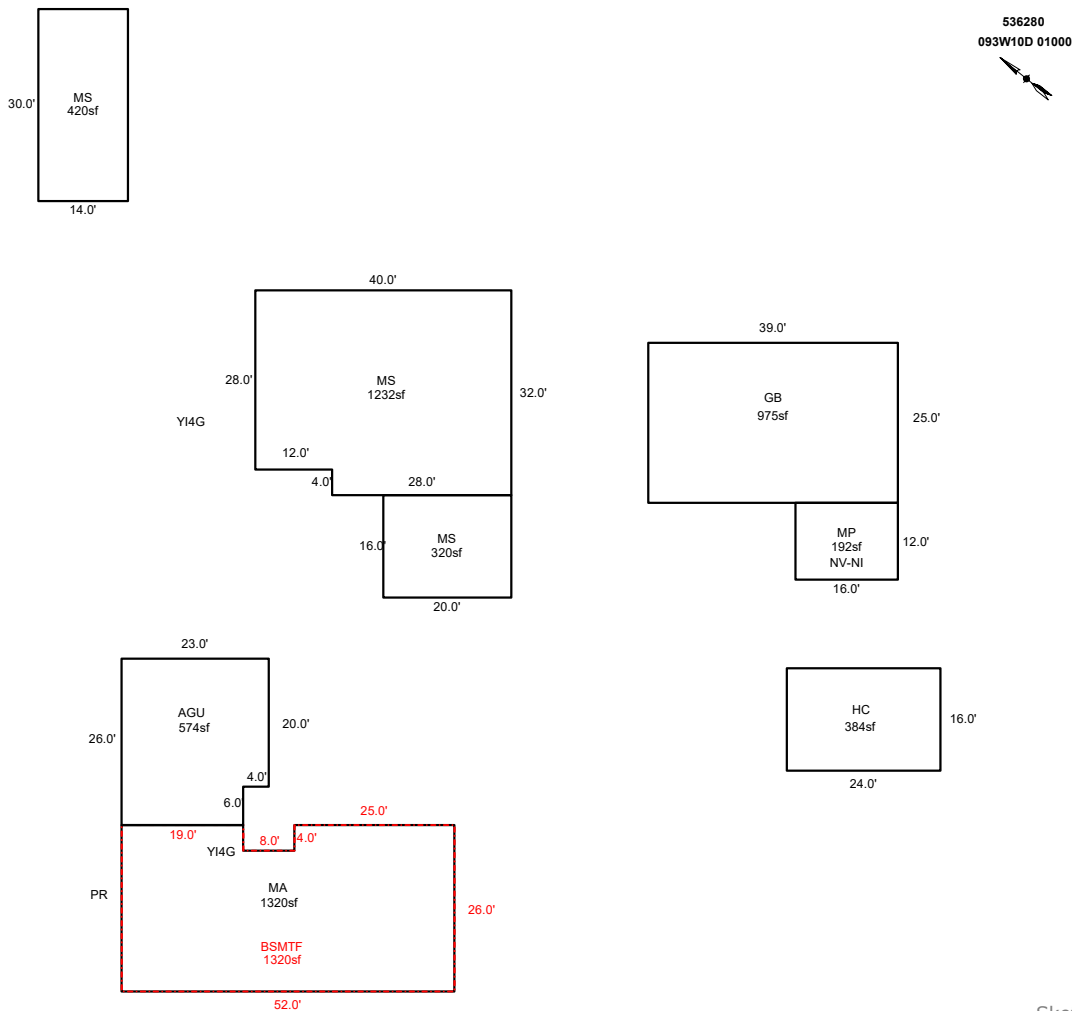 536280
093W10D 01000
MS
420sf
30.0'
14.0'
40.0'
28.0'
MS
1232sf
32.0'
YI4G
12.0'
4.0'
28.0'
16.0'
MS
320sf
20.0'
39.0'
GB
975sf
25.0'
MP
192sf
NV-NI
12.0'
16.0'
23.0'
AGU
574sf
26.0'
20.0'
4.0'
6.0'
HC
384sf
16.0'
24.0'
19.0'
8.0'
4.0'
25.0'
YI4G
PR
MA
1320sf
26.0'
BSMTF
1320sf
52.0'